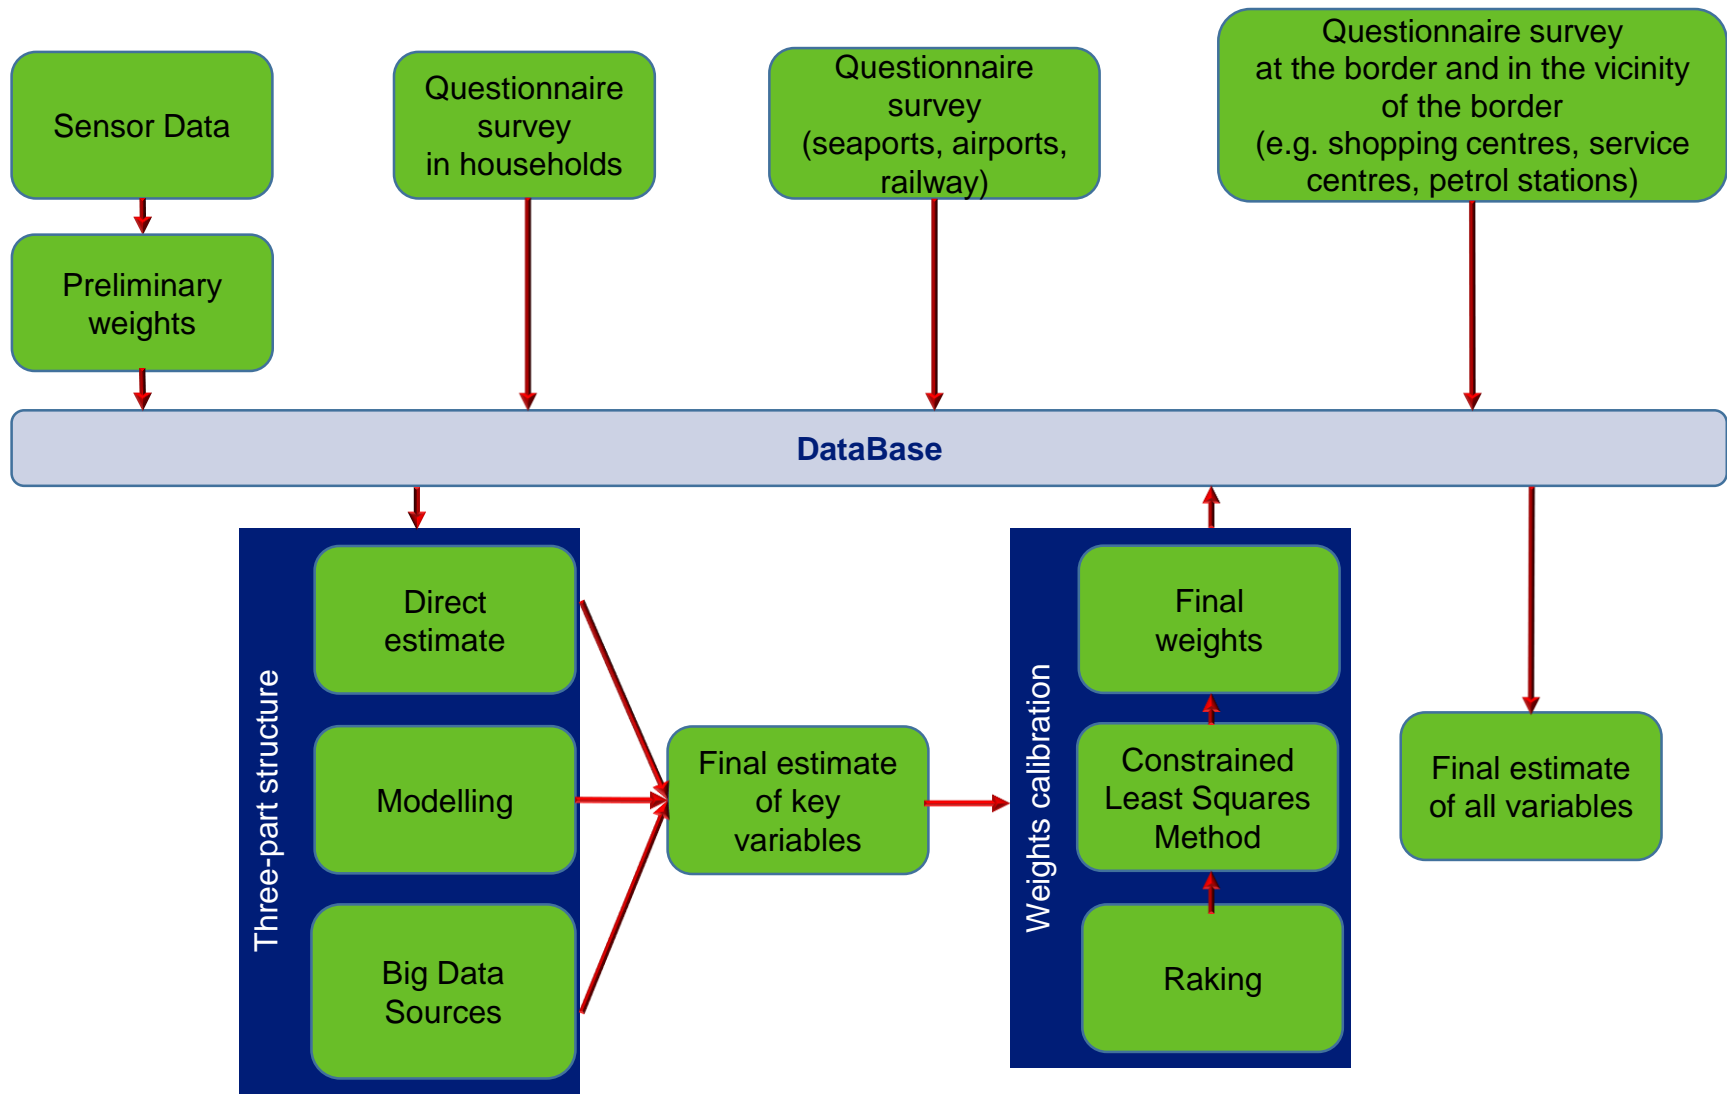 Sensor Data
Questionnaire
survey
in households
Questionnaire
survey
(seaports, airports,
railway)
Questionnaire survey
at the border and in the vicinity
of the border
(e.g. shopping centres, service
centres, petrol stations)
Preliminary
weights
DataBase
Three-part structure
Direct
estimate
Modelling
Big Data
Sources
Final estimate
of key
variables
Weights calibration
Final
weights
Constrained
Least Squares
Method
Raking
Final estimate
of all variables